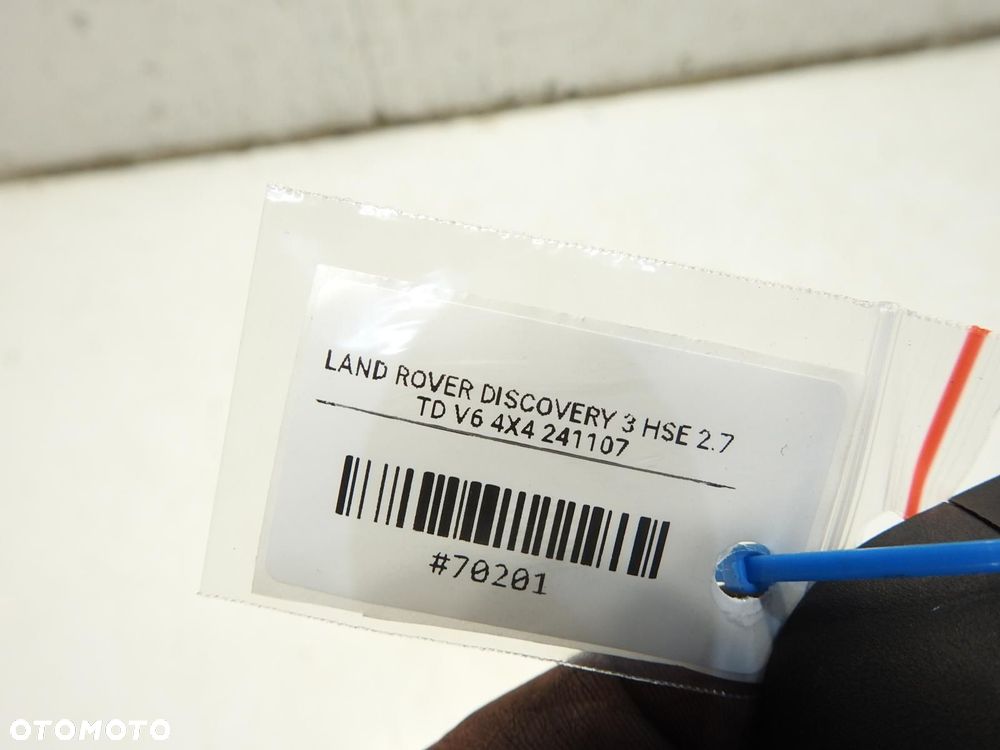 LAND ROVER DISCOVERY 3 HSE 2.7
TD V6 4X4 241107
#70201
OTOMOTO